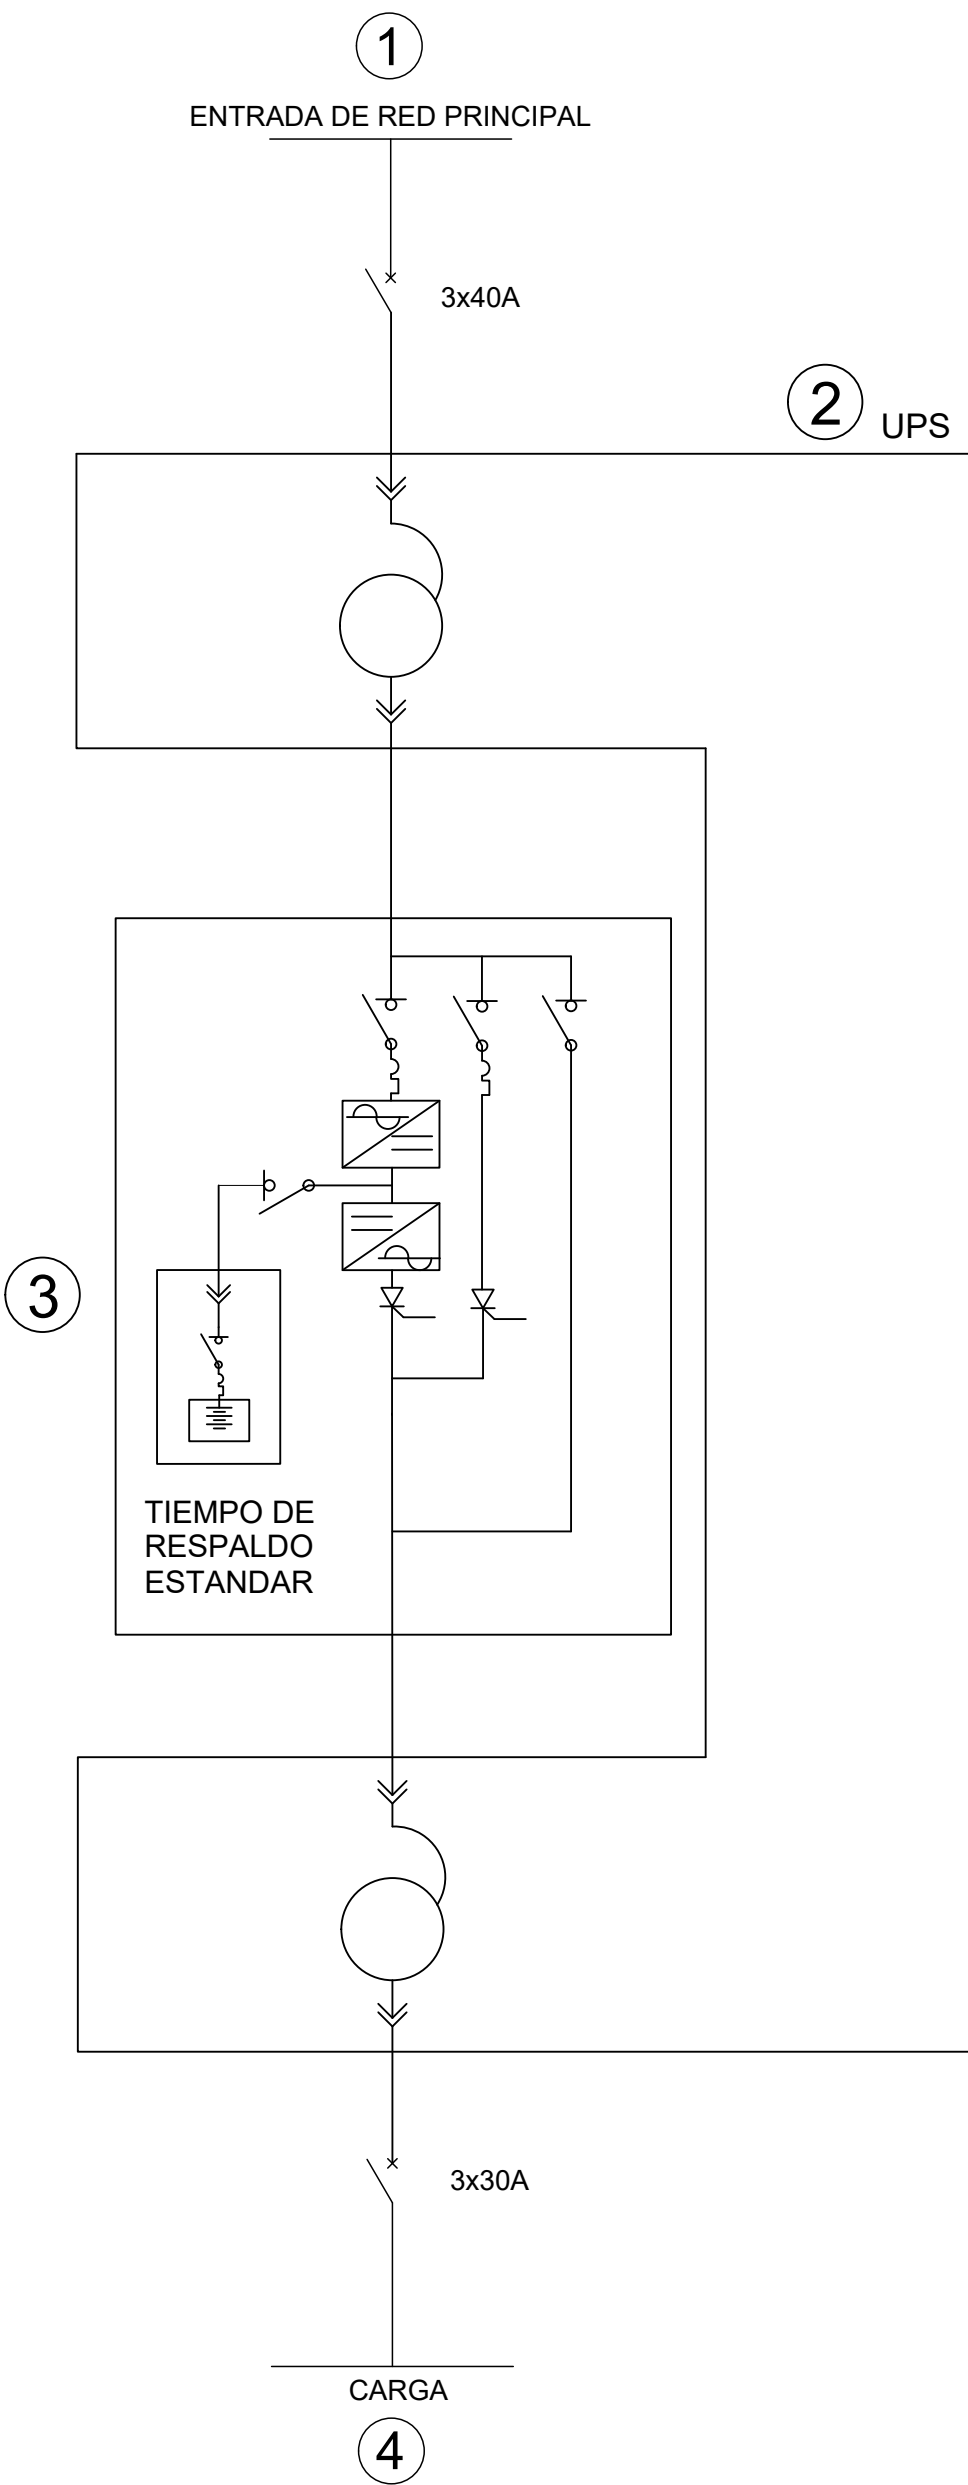 1
ENTRADA DE RED PRINCIPAL
3x40A
2
UPS
3
TIEMPO DE
RESPALDO
ESTANDAR
3x30A
CARGA
4